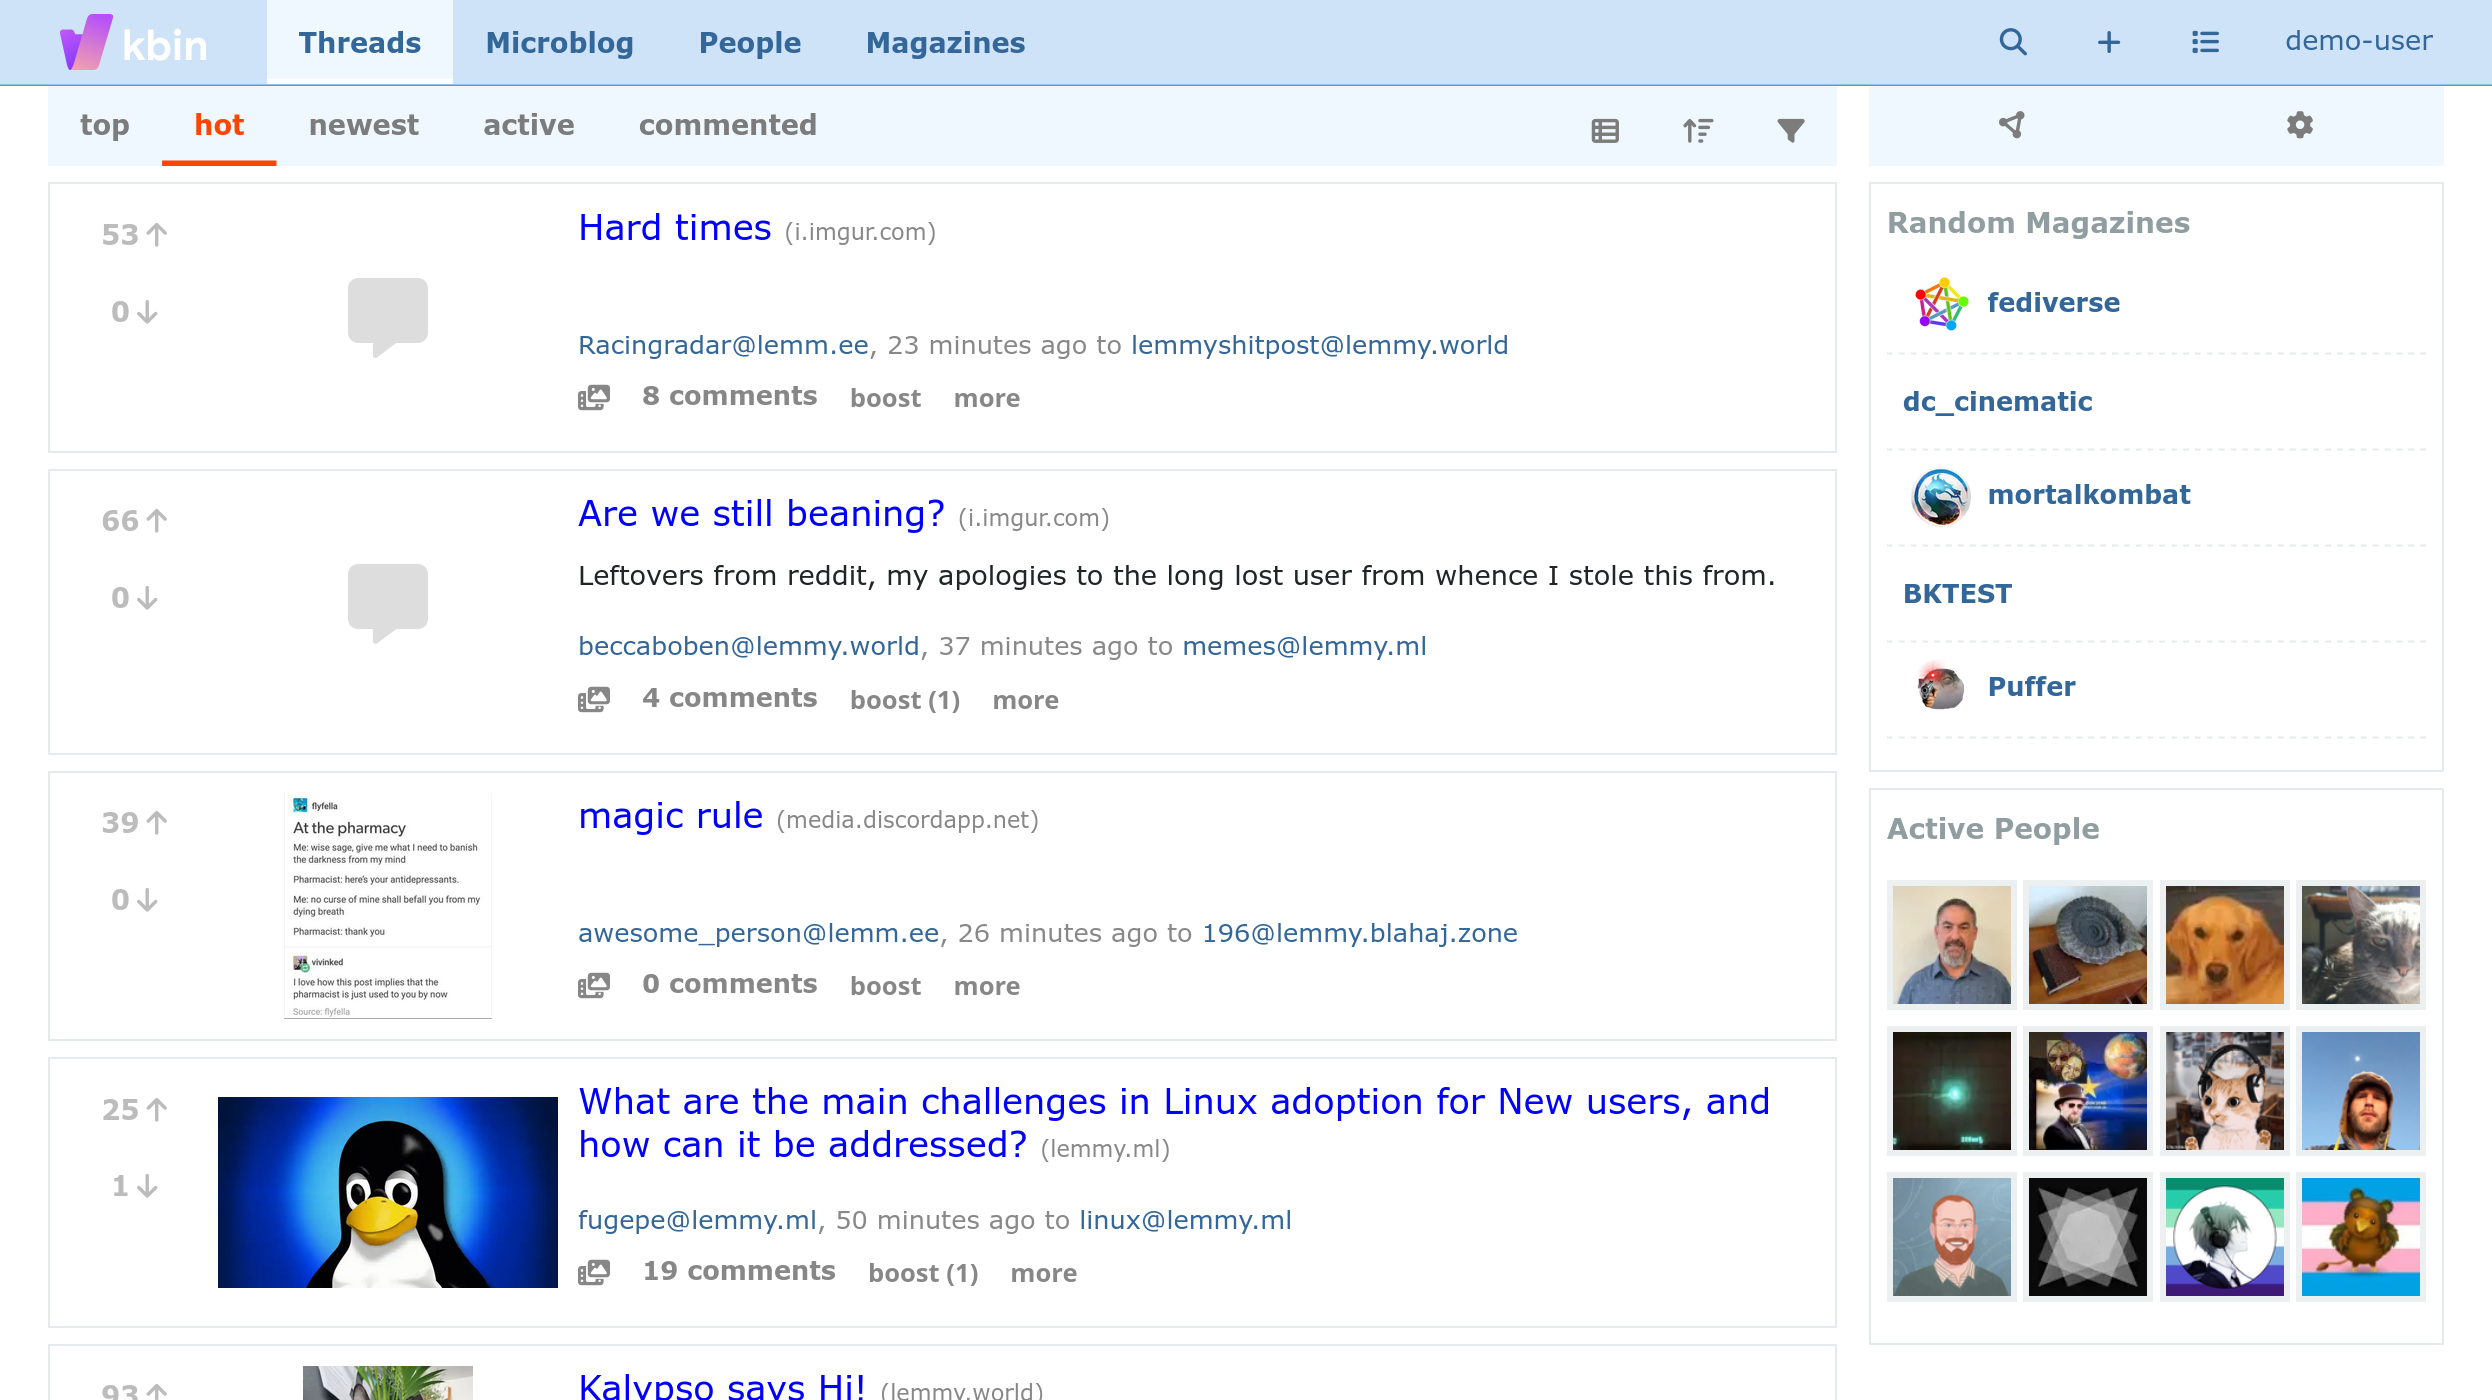 kbin
Threads
Microblog
People
Magazines
demo-user
top
hot
newest
active
commented
53
0
Hard times (i.imgur.com)
Racingradar@lemm.ee, 23 minutes ago to lemmyshitpost@lemmy.world
8 comments boost more
66
0
Are we still beaning? (i.imgur.com)
Leftovers from reddit, my apologies to the long lost user from whence I stole this from.
beccaboben@lemmy.world, 37 minutes ago to memes@lemmy.ml
4 comments boost (1) more
39
0
flyfella
At the pharmacy
Me: wise sage, give me what I need to banish
the darkness from my mind
Pharmacist: here's your antidepressants.
Me: no curse of mine shall befall you from my
dying breath
Pharmacist: thank you
vivinked
I love how this post implies that the
pharmacist is just used to you by now
Source: flyfella
magic rule (media.discordapp.net)
awesome_person@lemm.ee, 26 minutes ago to 196@lemmy.blahaj.zone
0 comments boost more
25
1
What are the main challenges in Linux adoption for New users, and
how can it be addressed? (lemmy.ml)
fugepe@lemmy.ml, 50 minutes ago to linux@lemmy.ml
19 comments boost (1) more
93
Kalypso says Hi! (lemmy.world)
Random Magazines
fediverse
dc_cinematic
mortalkombat
BKTEST
Puffer
Active People